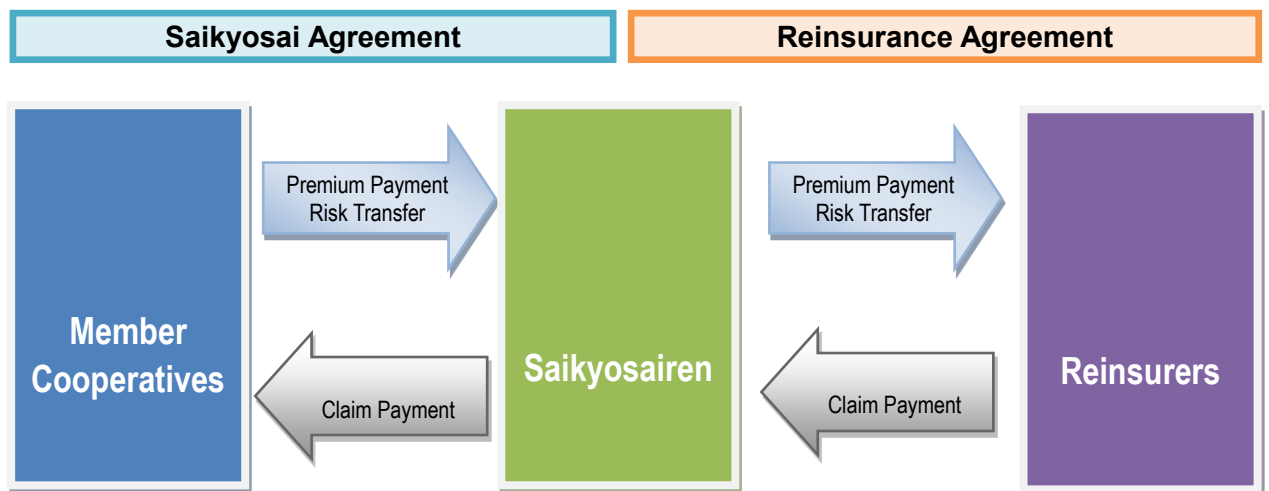 Saikyosai Agreement
Reinsurance Agreement
Premium Payment
Risk Transfer
Premium Payment
Risk Transfer
Member
Cooperatives
Saikyosairen
Reinsurers
Claim Payment
Claim Payment